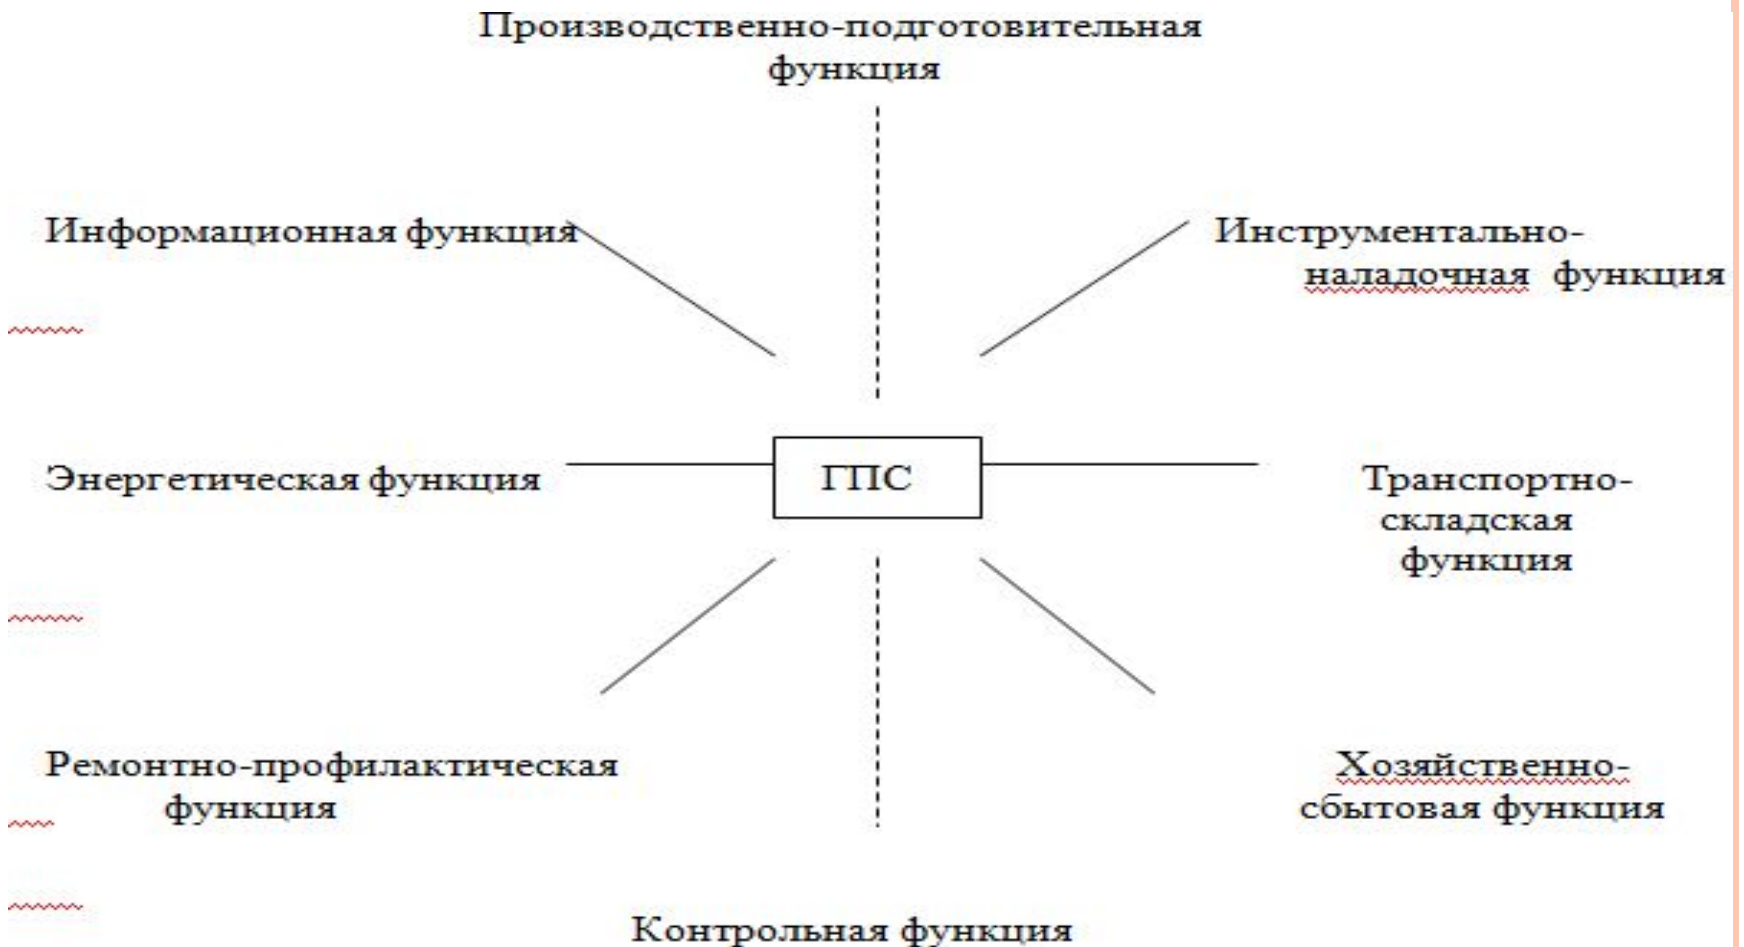 Производственно-подготовительная
функция
Информационная функция
Инструментально-
наладочная функция
Энергетическая функция
ГПС
Транспортно-
складская
функция
Ремонтно-профилактическая
функция
Хозяйственно-
сбытовая функция
Контрольная функция